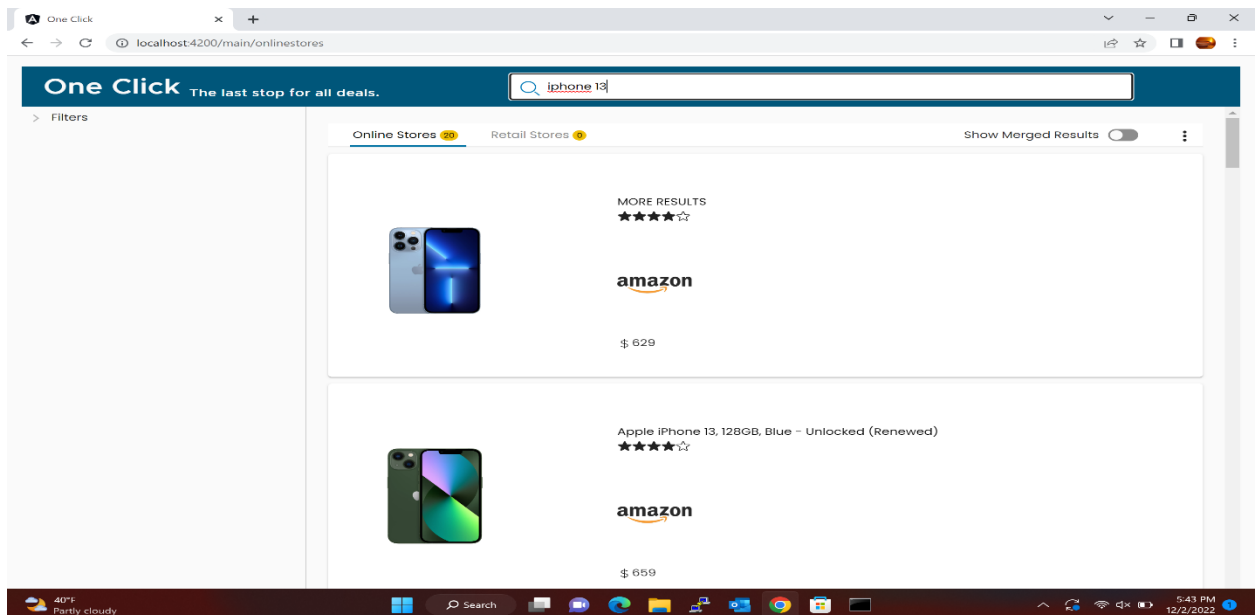 One Click
localhost:4200/main/onlinestores
One Click The last stop for all deals.
iphone 13
Filters
Online Stores 20
Retail Stores 0
Show Merged Results
MORE RESULTS
amazon
$ 629
Apple iPhone 13, 128GB, Blue - Unlocked (Renewed)
amazon
$ 659
40°F
Partly cloudy
Search
5:43 PM
12/2/2022
1